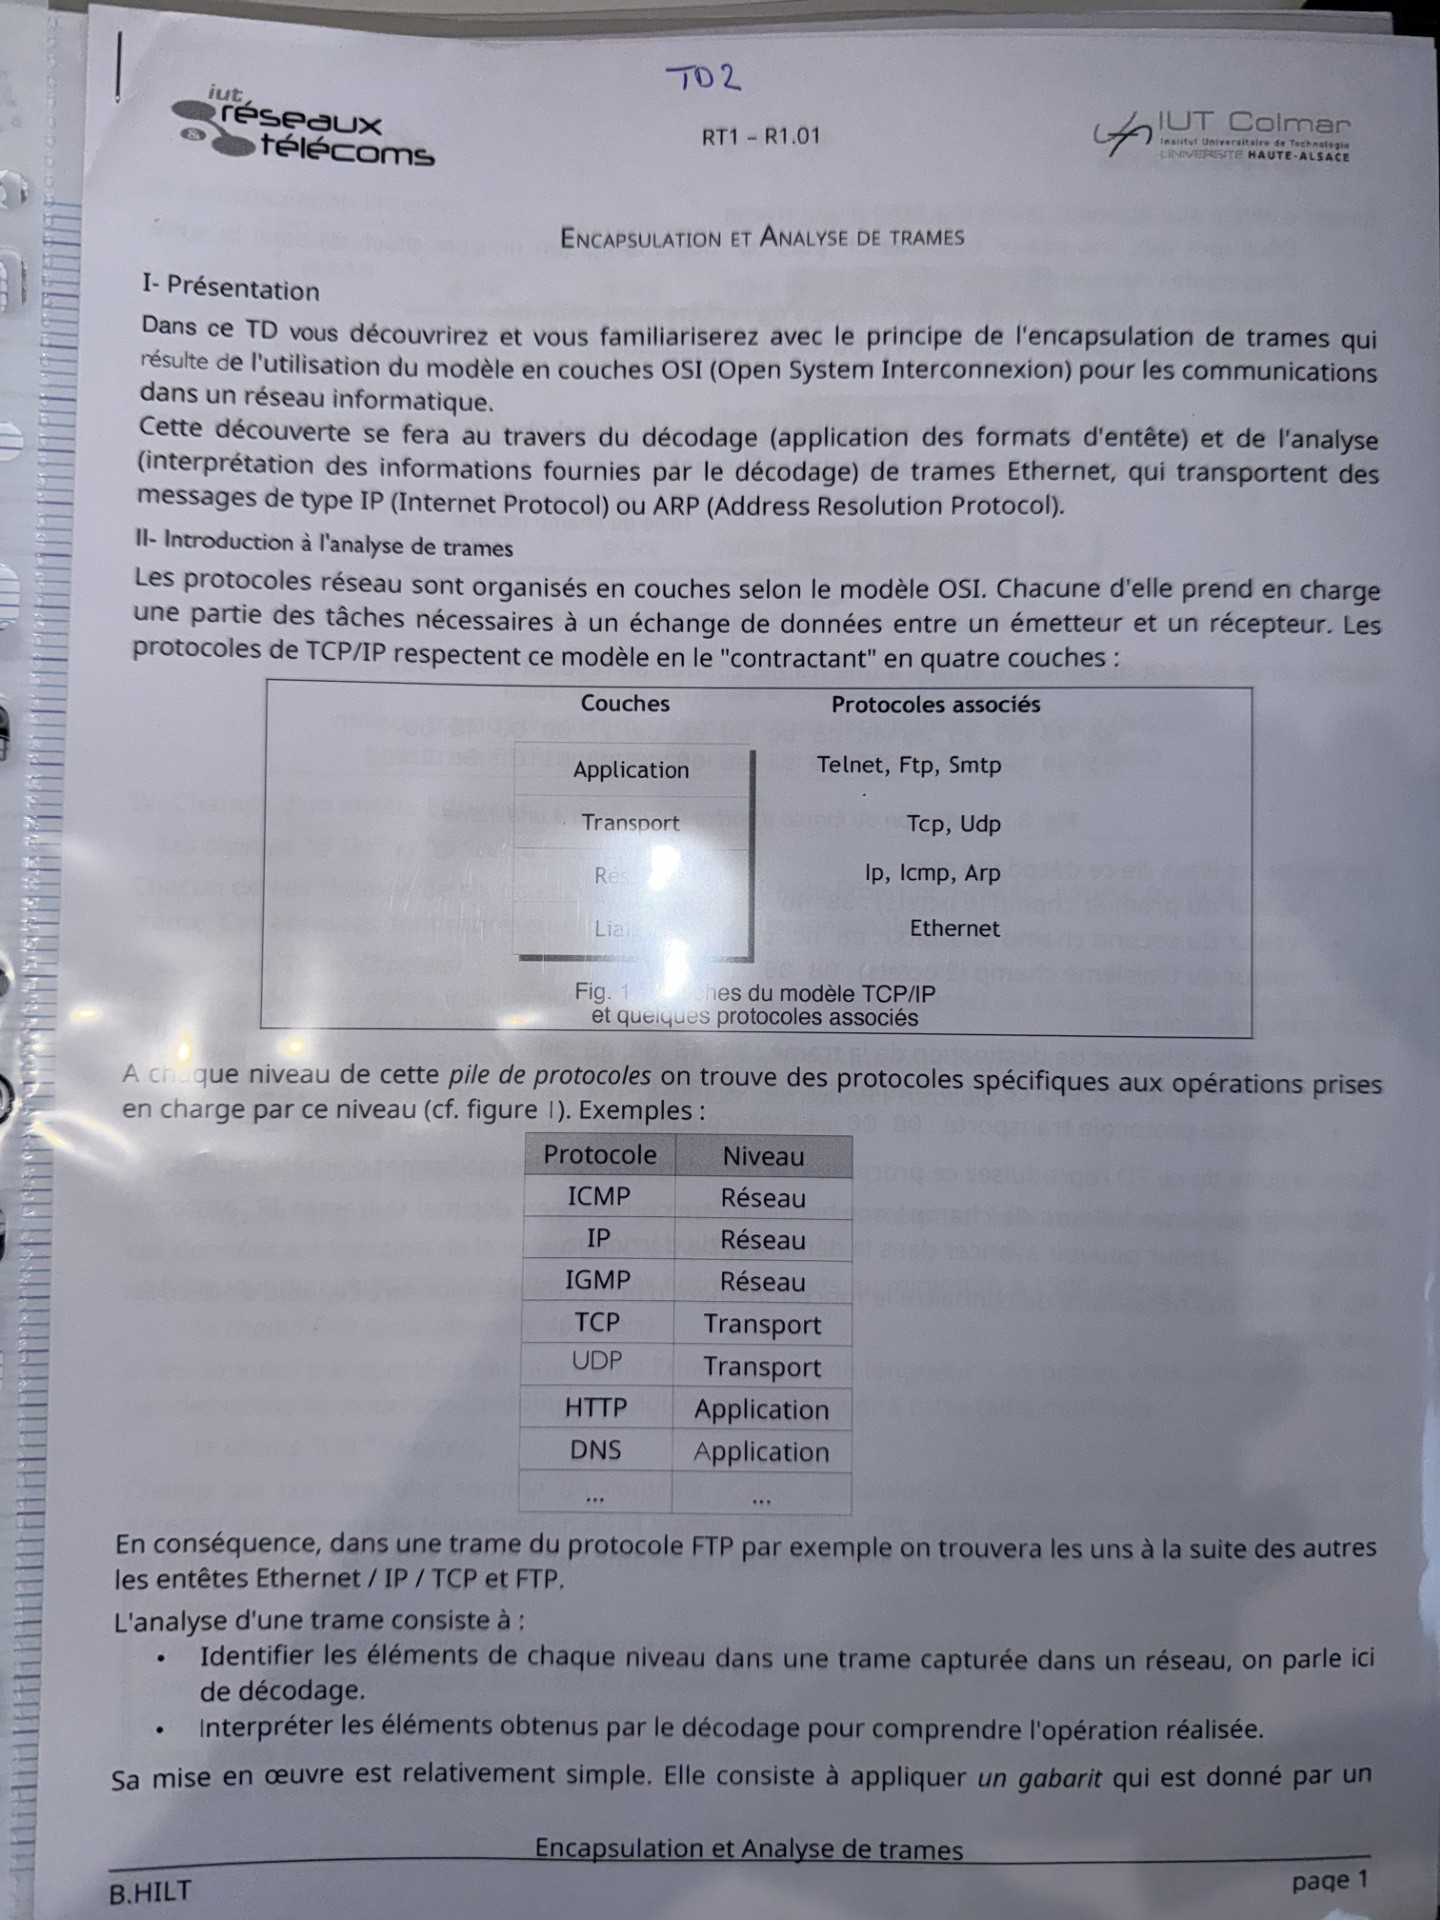 TD2
iut
réseaux
& télécoms
RT1 – R1.01
IUT Colmar
Institut Universitaire de Technologie
UNIVERSITE HAUTE-ALSACE
ENCAPSULATION ET ANALYSE DE TRAMES
I- Présentation
Dans ce TD vous découvrirez et vous familiariserez avec le principe de l'encapsulation de trames qui
résulte de l'utilisation du modèle en couches OSI (Open System Interconnexion) pour les communications
dans un réseau informatique.
Cette découverte se fera au travers du décodage (application des formats d'entête) et de l'analyse
(interprétation des informations fournies par le décodage) de trames Ethernet, qui transportent des
messages de type IP (Internet Protocol) ou ARP (Address Resolution Protocol).
II- Introduction à l'analyse de trames
Les protocoles réseau sont organisés en couches selon le modèle OSI. Chacune d'elle prend en charge
une partie des tâches nécessaires à un échange de données entre un émetteur et un récepteur. Les
protocoles de TCP/IP respectent ce modèle en le "contractant" en quatre couches :
Couches Protocoles associés
Application Telnet, Ftp, Smtp
Transport Tcp, Udp
Rés Ip, Icmp, Arp
Lia Ethernet
Fig. 1 hes du modèle TCP/IP
et quelques protocoles associés
A chaque niveau de cette pile de protocoles on trouve des protocoles spécifiques aux opérations prises
en charge par ce niveau (cf. figure 1). Exemples :
Protocole Niveau
ICMP Réseau
IP Réseau
IGMP Réseau
TCP Transport
UDP Transport
HTTP Application
DNS Application
... ...
En conséquence, dans une trame du protocole FTP par exemple on trouvera les uns à la suite des autres
les entêtes Ethernet / IP / TCP et FTP.
L'analyse d'une trame consiste à :
• Identifier les éléments de chaque niveau dans une trame capturée dans un réseau, on parle ici
de décodage.
• Interpréter les éléments obtenus par le décodage pour comprendre l'opération réalisée.
Sa mise en œuvre est relativement simple. Elle consiste à appliquer un gabarit qui est donné par un
Encapsulation et Analyse de trames
B.HILT
page 1